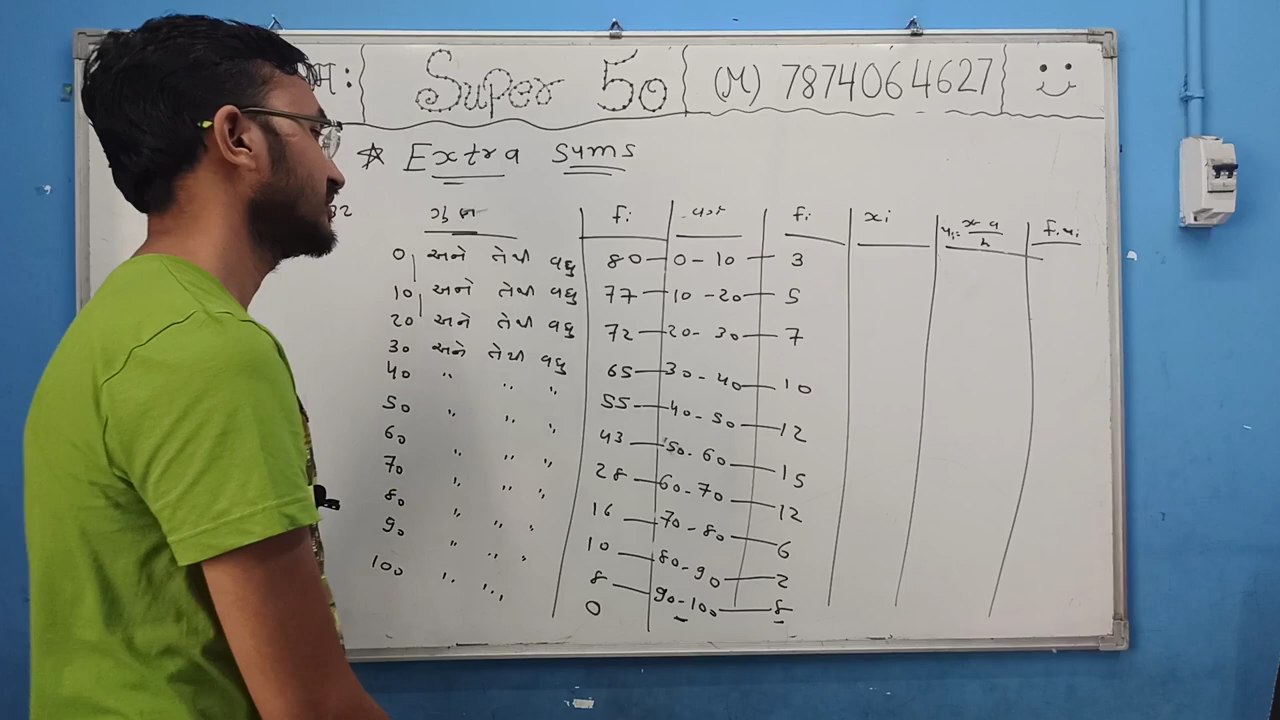 મઃ Super 50 (M) 7874064627
☆ Extra Sums
32
ગુણ fi વર્ગ fi xi ui = x-a/h f.ui
0 અને તેથી વધુ 80 0 - 10 3
10 અને તેથી વધુ 77 10 - 20 5
20 અને તેથી વધુ 72 20 - 30 7
30 અને તેથી વધુ 65 30 - 40 10
40 " " " 55 40 - 50 12
50 " " " 43 50 - 60 15
60 " " " 28 60 - 70 12
70 " " " 16 70 - 80 6
80 " " " 10 80 - 90 2
90 " " " 8 90 - 100 8
100 " " " 0